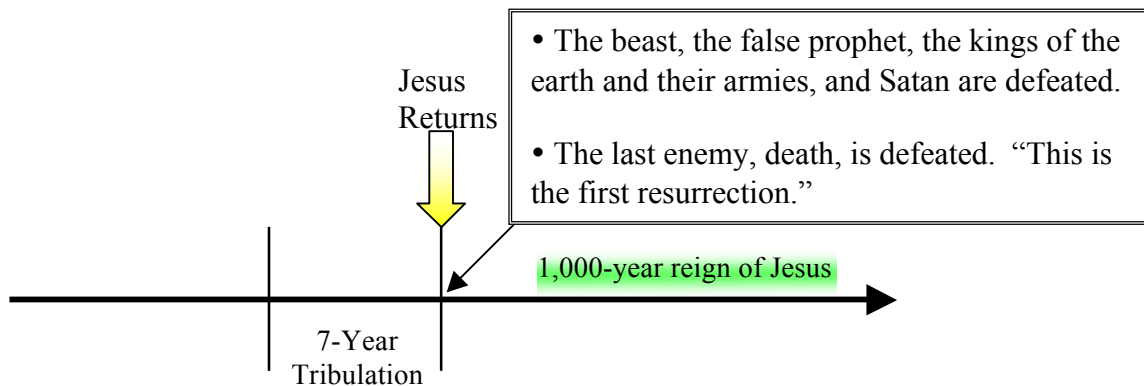 • The beast, the false prophet, the kings of the
earth and their armies, and Satan are defeated.
• The last enemy, death, is defeated.  “This is
the first resurrection.”
Jesus
Returns
1,000-year reign of Jesus
7-Year
Tribulation